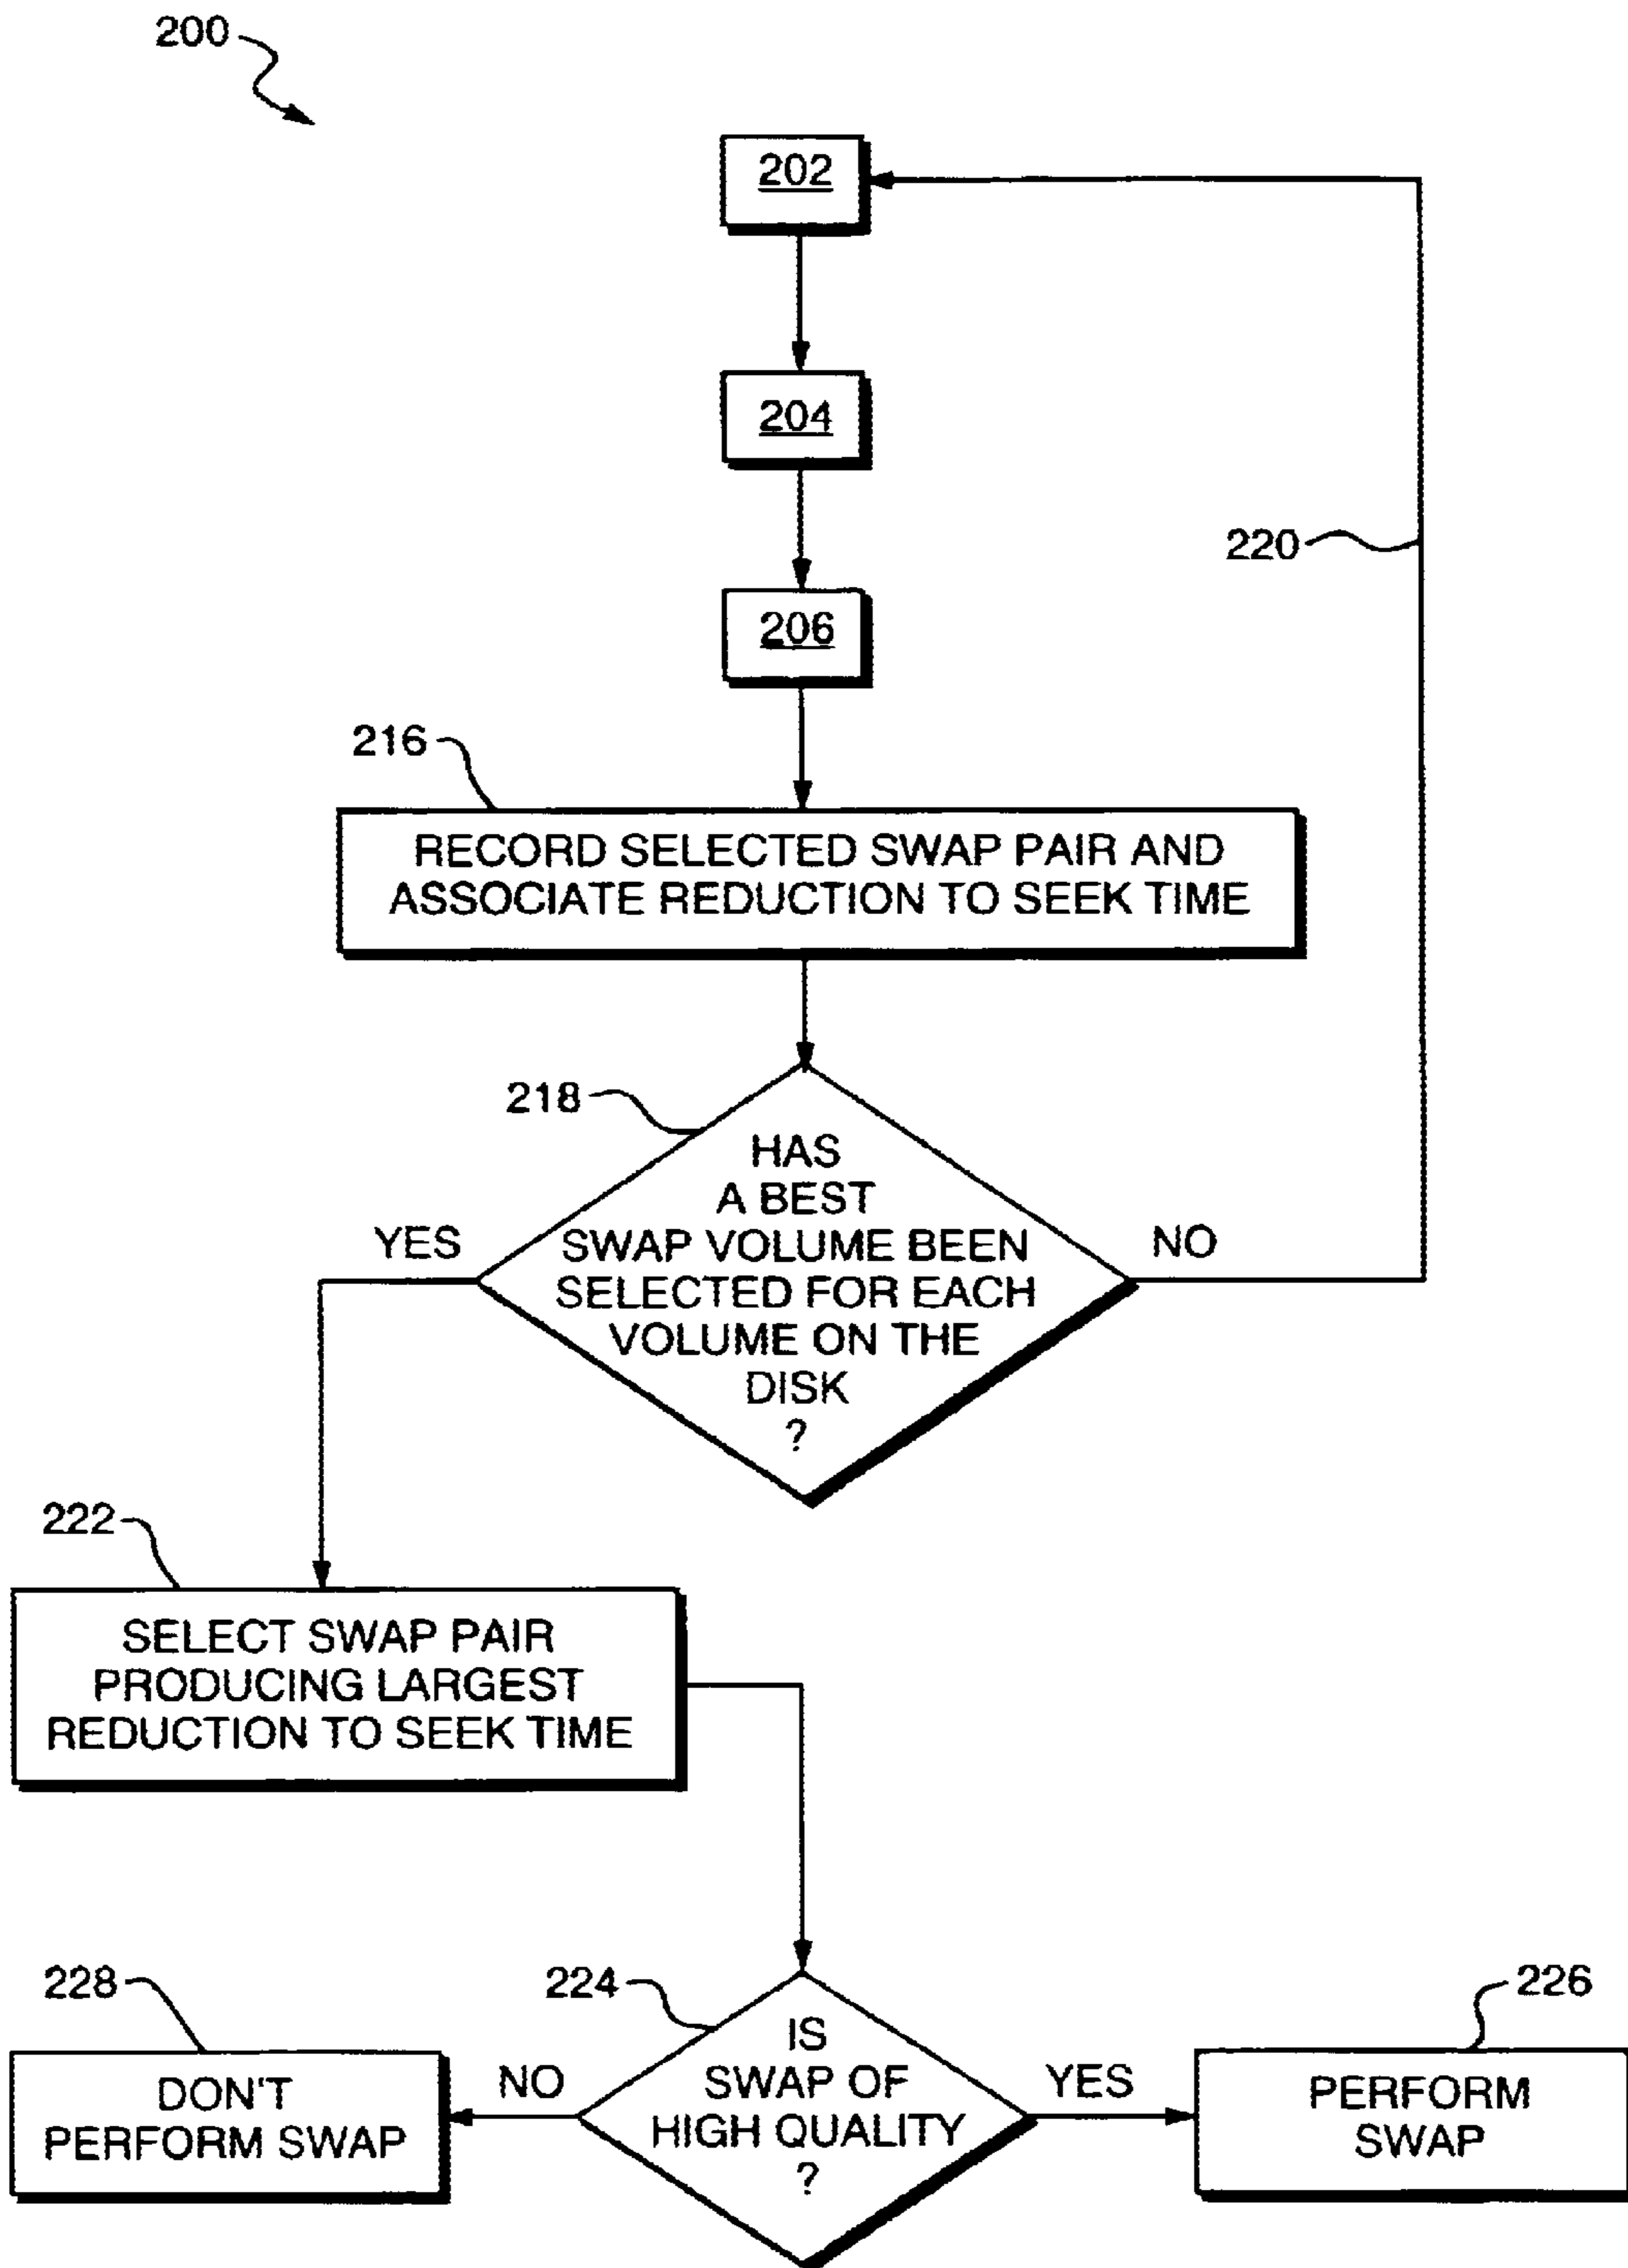 200
202
204
220
206
216
RECORD SELECTED SWAP PAIR AND
ASSOCIATE REDUCTION TO SEEK TIME
218
HAS
A BEST
SWAP VOLUME BEEN
SELECTED FOR EACH
VOLUME ON THE
DISK
?
YES
NO
222
SELECT SWAP PAIR
PRODUCING LARGEST
REDUCTION TO SEEK TIME
228
224
226
IS
SWAP OF
HIGH QUALITY
?
NO
YES
DON'T
PERFORM SWAP
PERFORM
SWAP